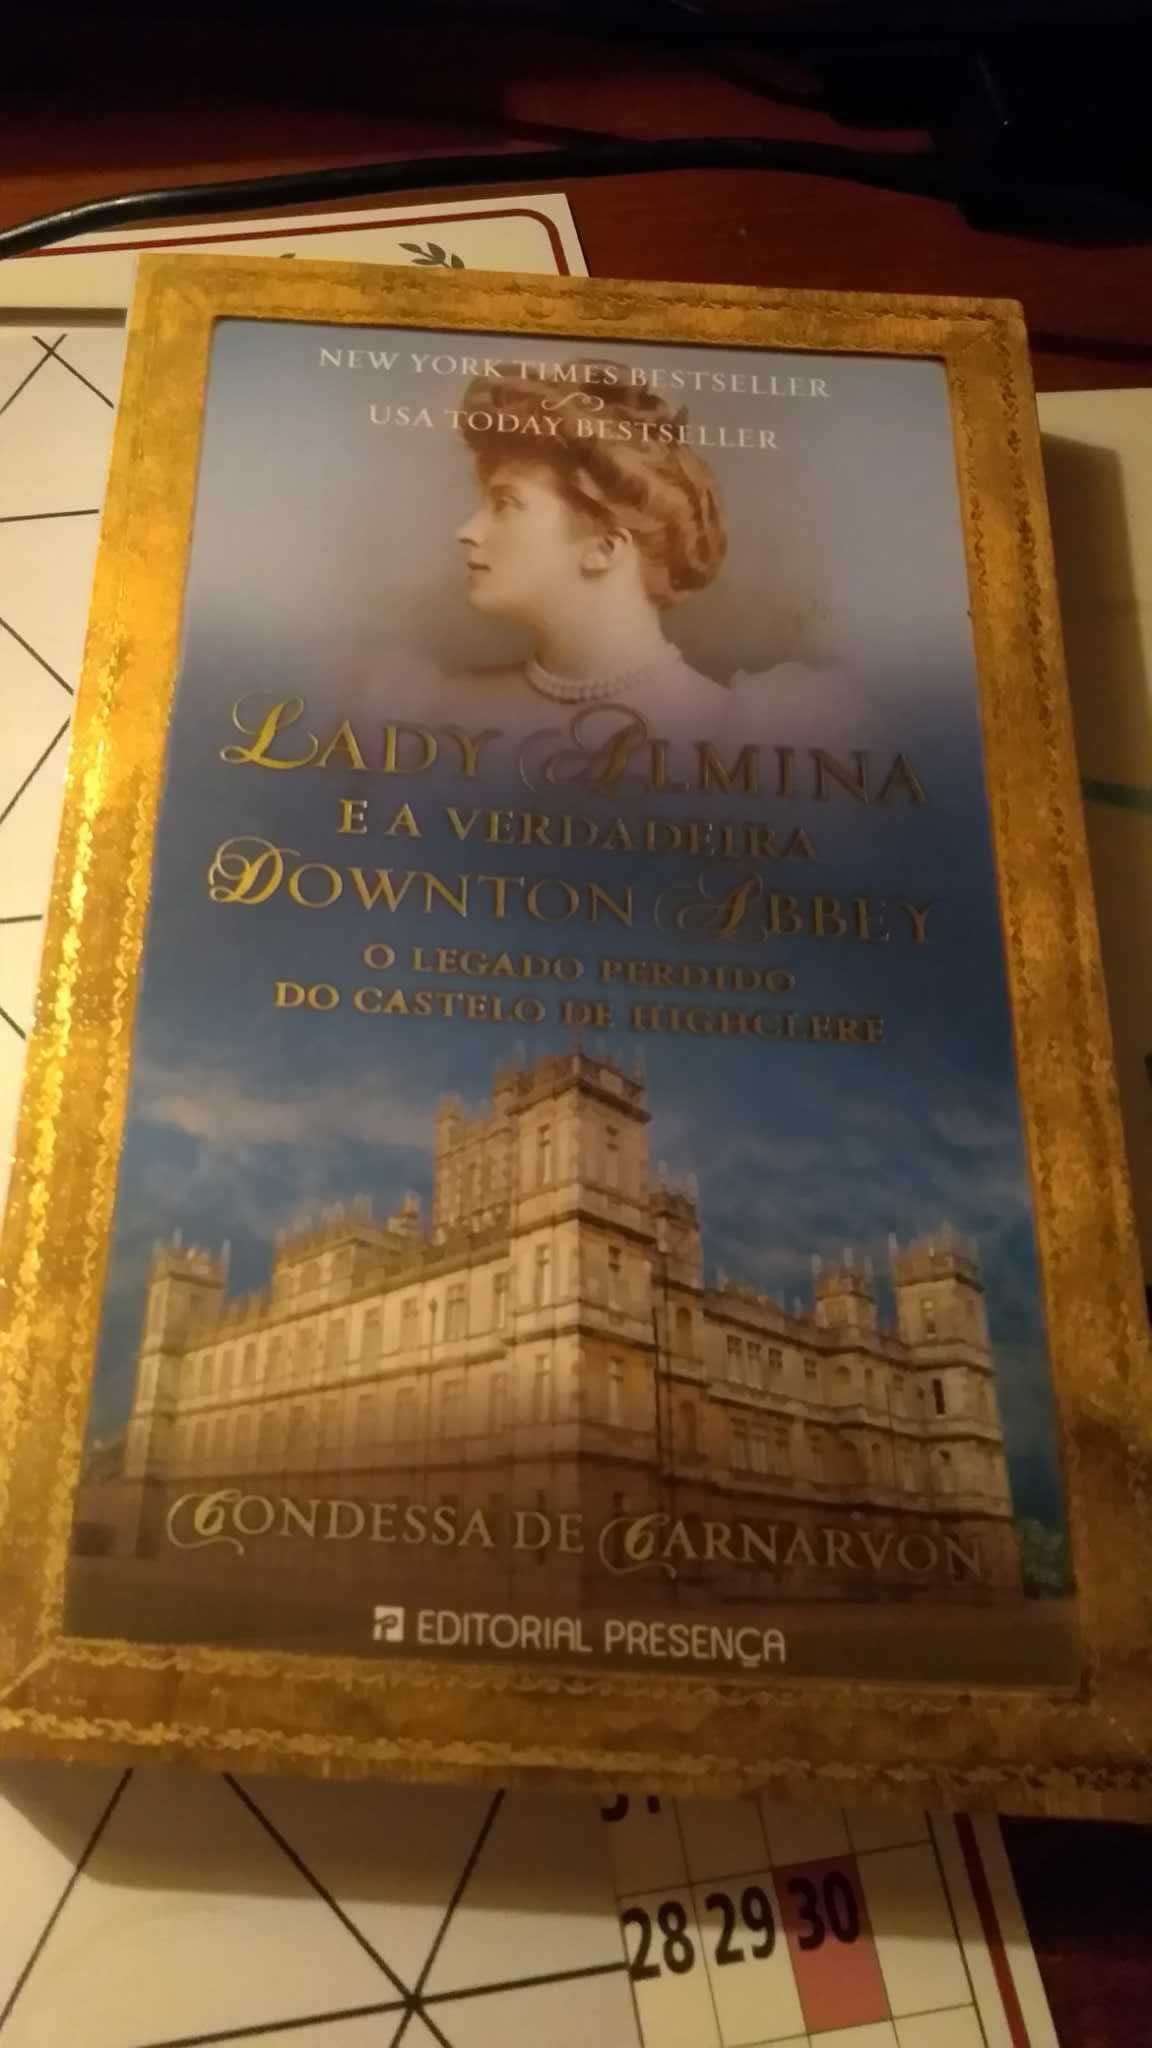 NEW YORK TIMES BESTSELLER
USA TODAY BESTSELLER
LADY ALMINA
E A VERDADEIRA
DOWNTON ABBEY
O LEGADO PERDIDO
DO CASTELO DE HIGHCLERE
CONDESSA DE CARNARVON
EDITORIAL PRESENÇA
28 29 30